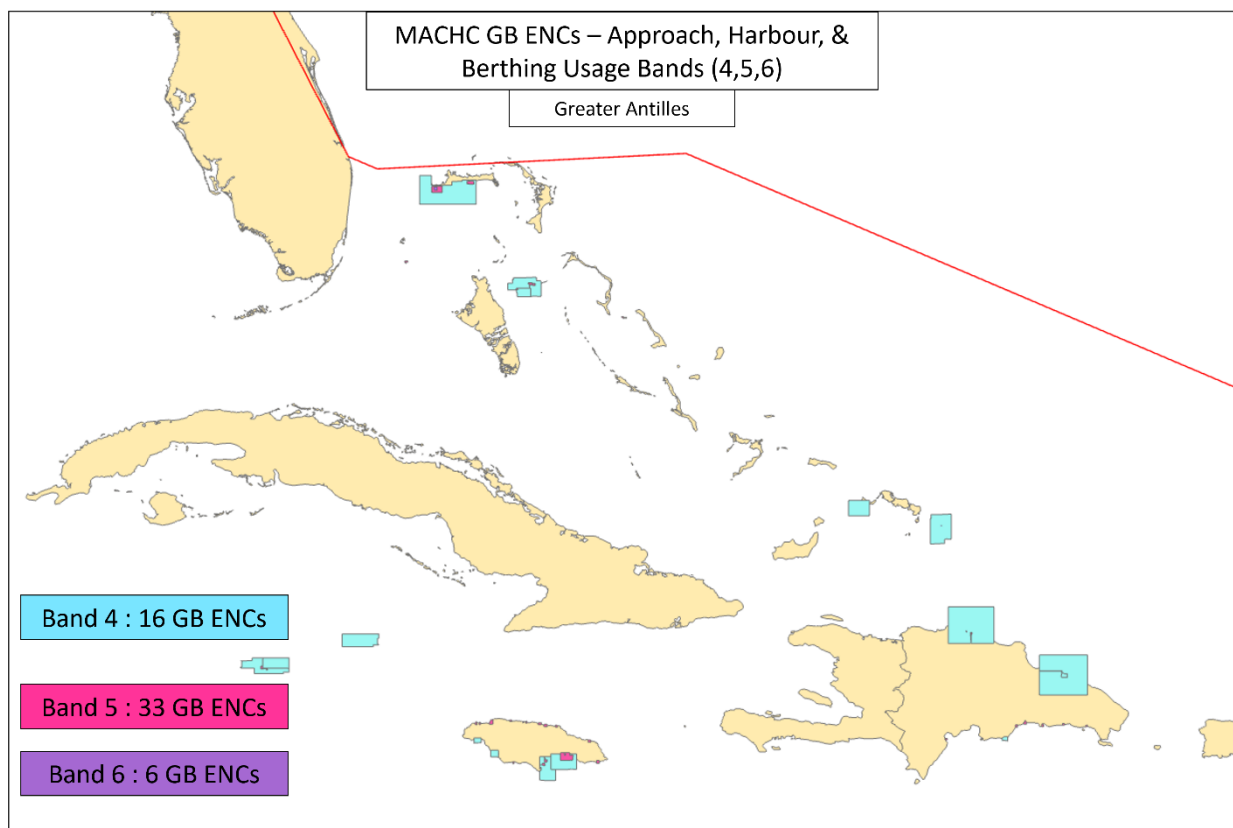 MACHC GB ENCs – Approach, Harbour, &
Berthing Usage Bands (4,5,6)
Greater Antilles
Band 4 : 16 GB ENCs
Band 5 : 33 GB ENCs
Band 6 : 6 GB ENCs